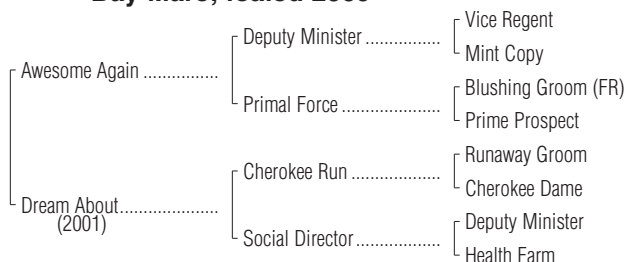 Bay Mare; foaled
Vice Regent
Deputy Minister ................
Mint Copy
Awesome Again ................
Blushing Groom (FR)
Primal Force ....................
Prime Prospect
Runaway Groom
Cherokee Run ..................
Cherokee Dame
Dream About.....................
(2001)
Deputy Minister
Social Director.................
Health Farm